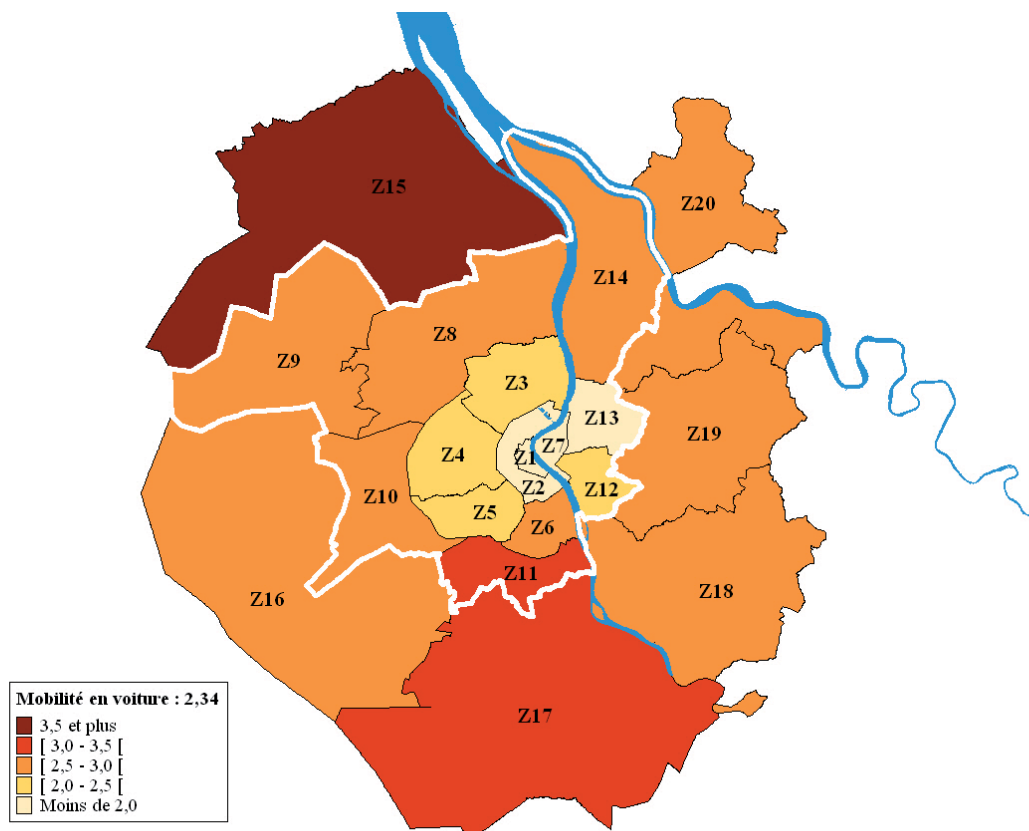 Z15
Z20
Z14
Z8
Z9
Z3
Z13
Z19
Z7
Z4
Z1
Z2
Z12
Z10
Z5
Z6
Z11
Z18
Z16
Z17
Mobilité en voiture : 2,34
3,5 et plus
[ 3,0 - 3,5 [
[ 2,5 - 3,0 [
[ 2,0 - 2,5 [
Moins de 2,0